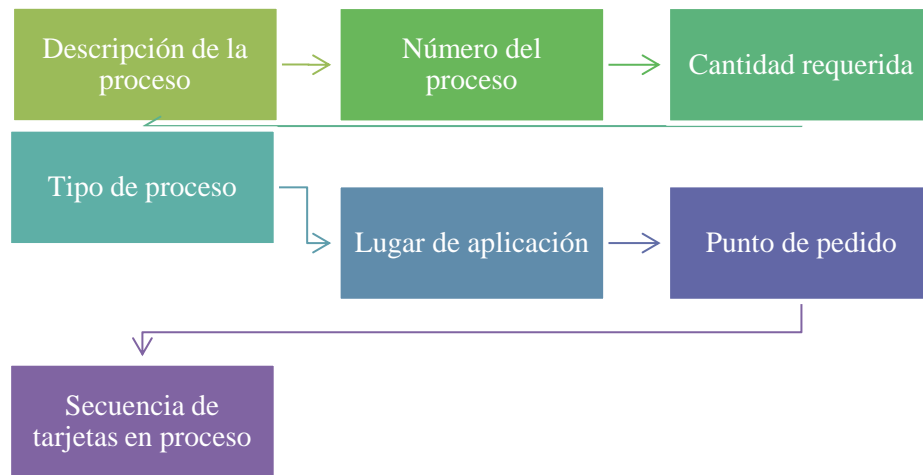 Descripción de la
proceso
Número del
proceso
Cantidad requerida
Tipo de proceso
Lugar de aplicación
Punto de pedido
Secuencia de
tarjetas en proceso